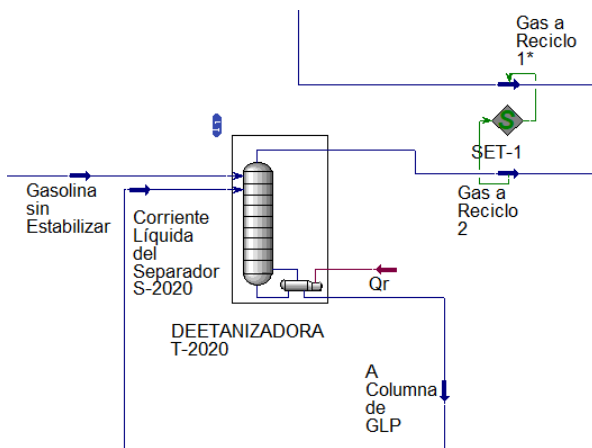 Gas a
Reciclo
1*
S
SET-1
LT
Gasolina
sin
Estabilizar
Corriente
Líquida
del
Separador
S-2020
Gas a
Reciclo
2
Qr
DEETANIZADORA
T-2020
A
Columna
de
GLP